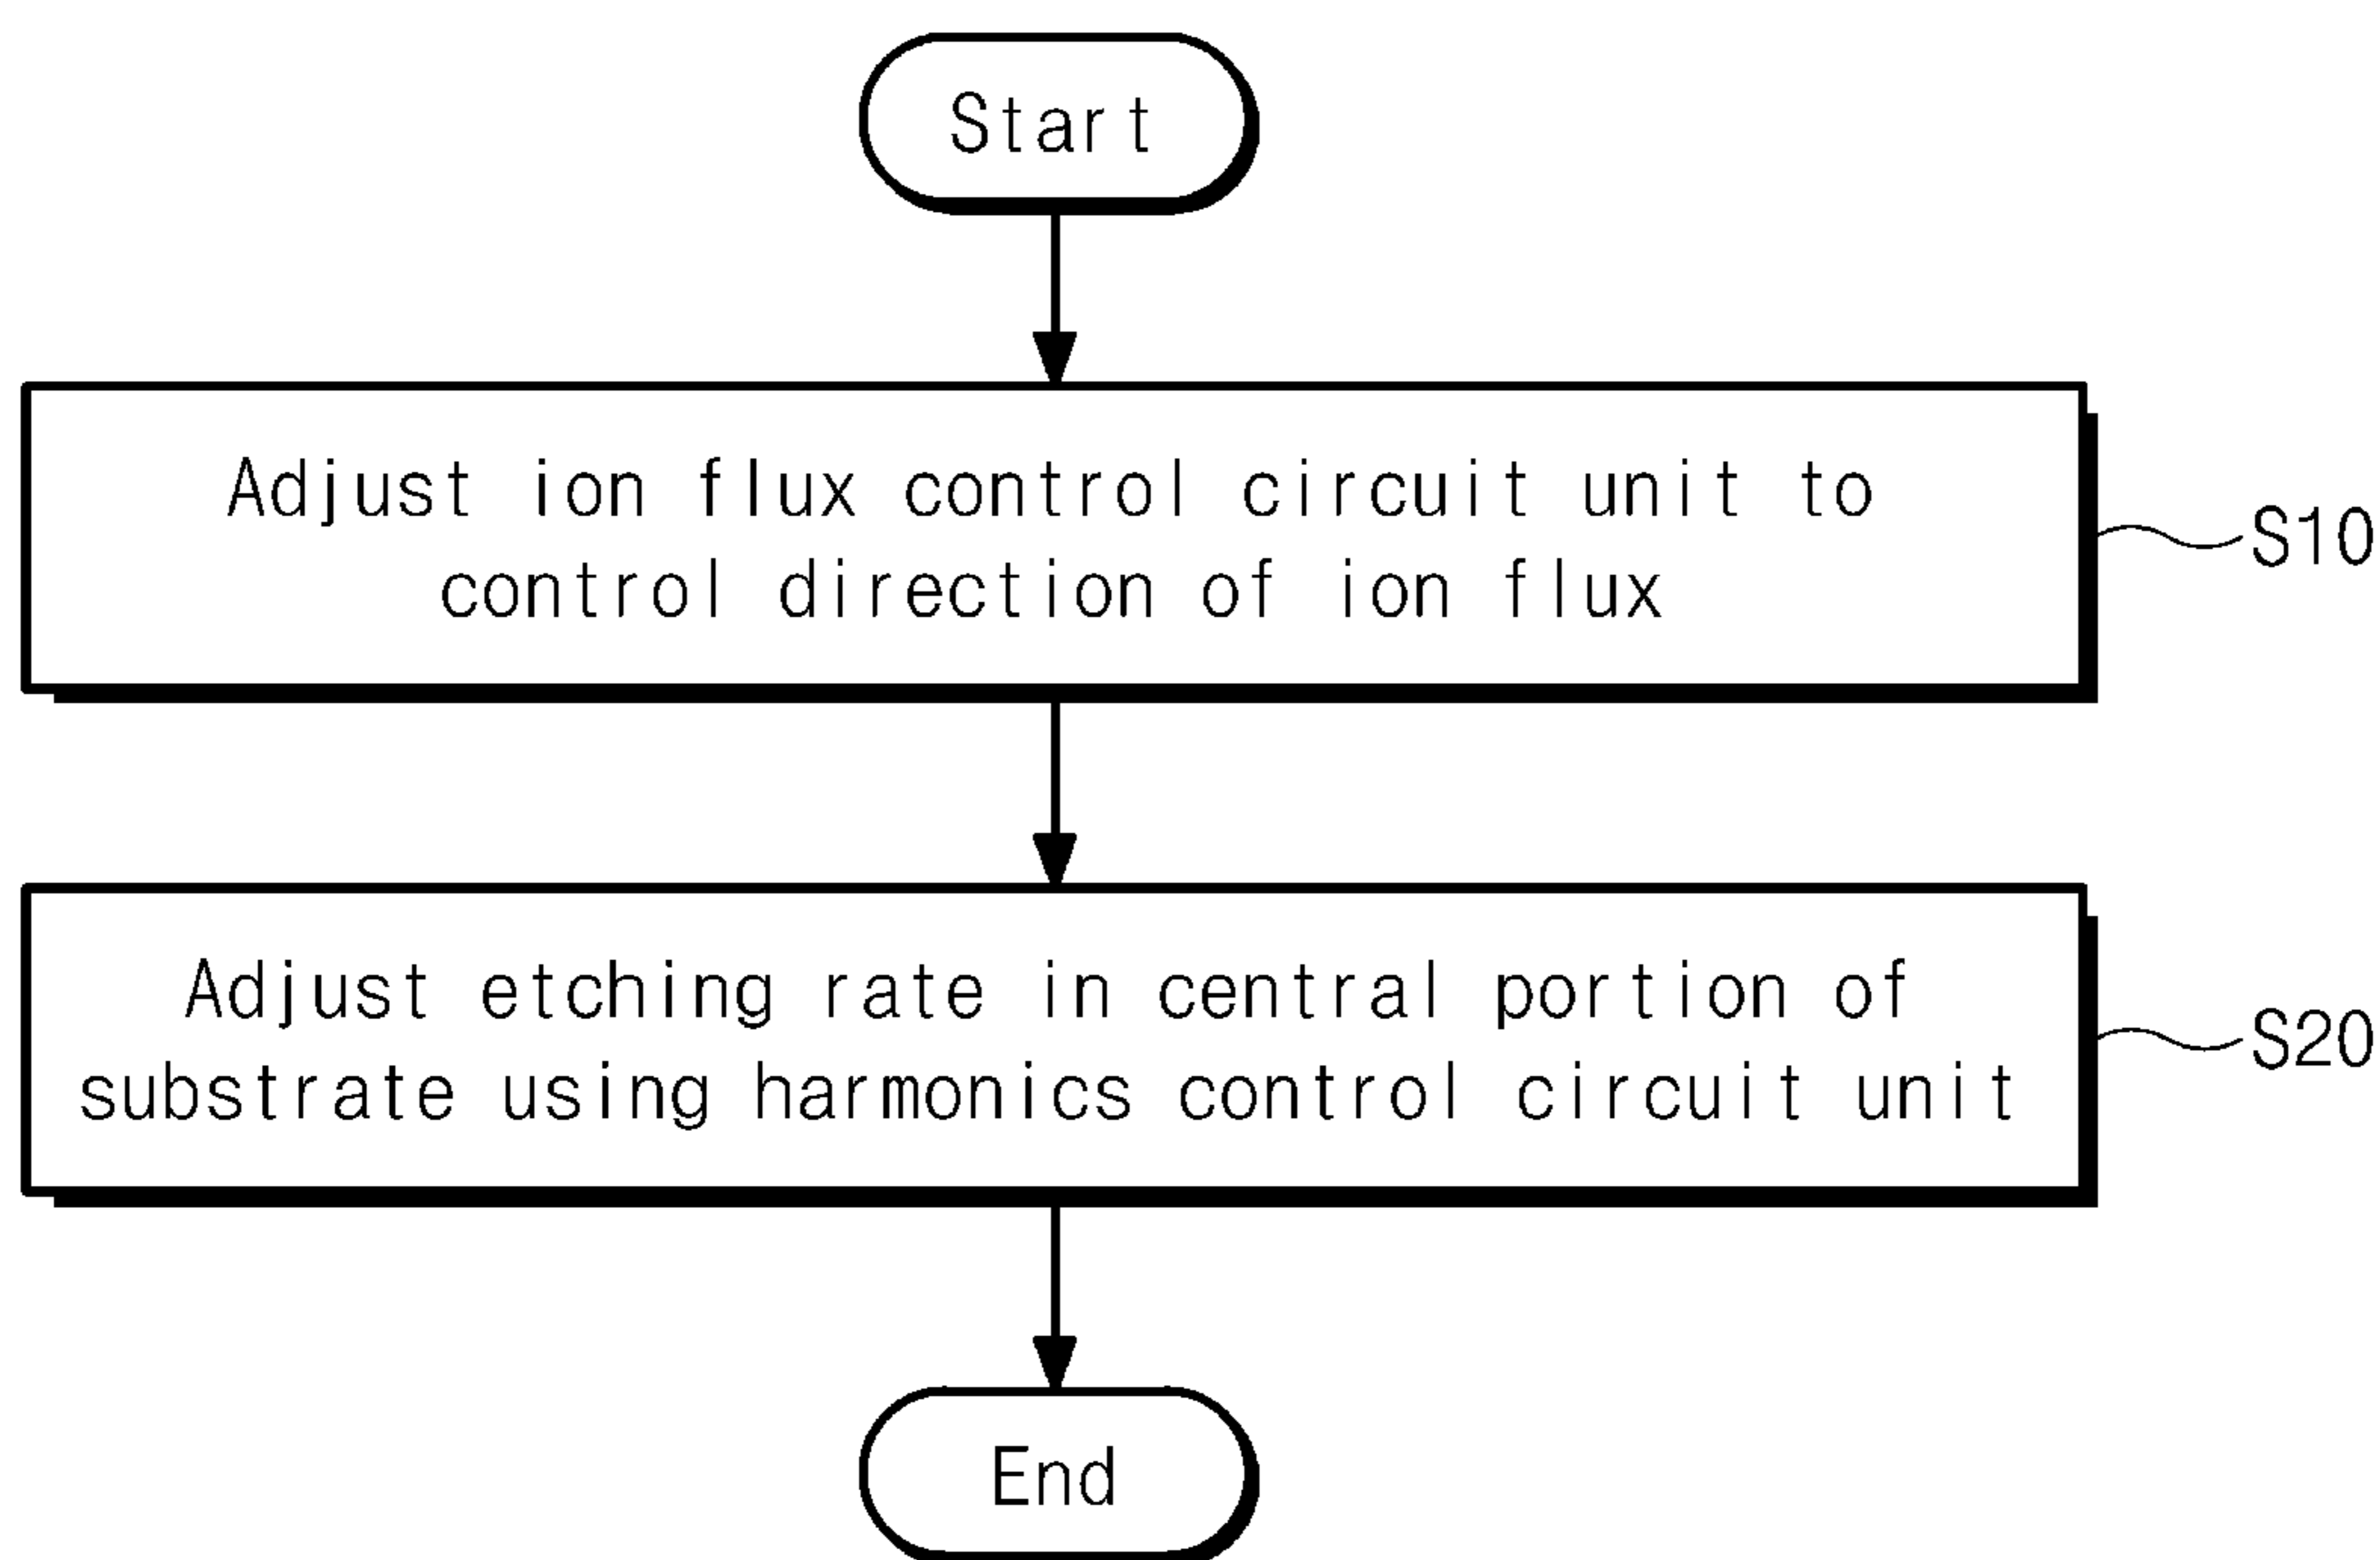 Start
Adjust ion flux control circuit unit to
control direction of ion flux
S10
Adjust etching rate in central portion of
substrate using harmonics control circuit unit
S20
End